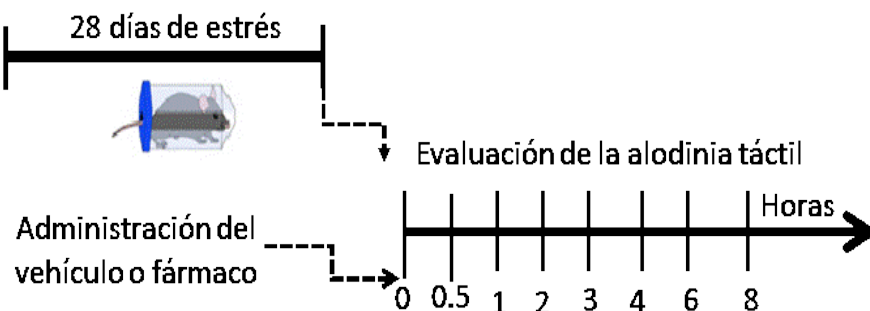 28 días de estrés
Evaluación de la alodinia táctil
Horas
Administración del
vehículo o fármaco
0 0.5 1 2 3 4 6 8